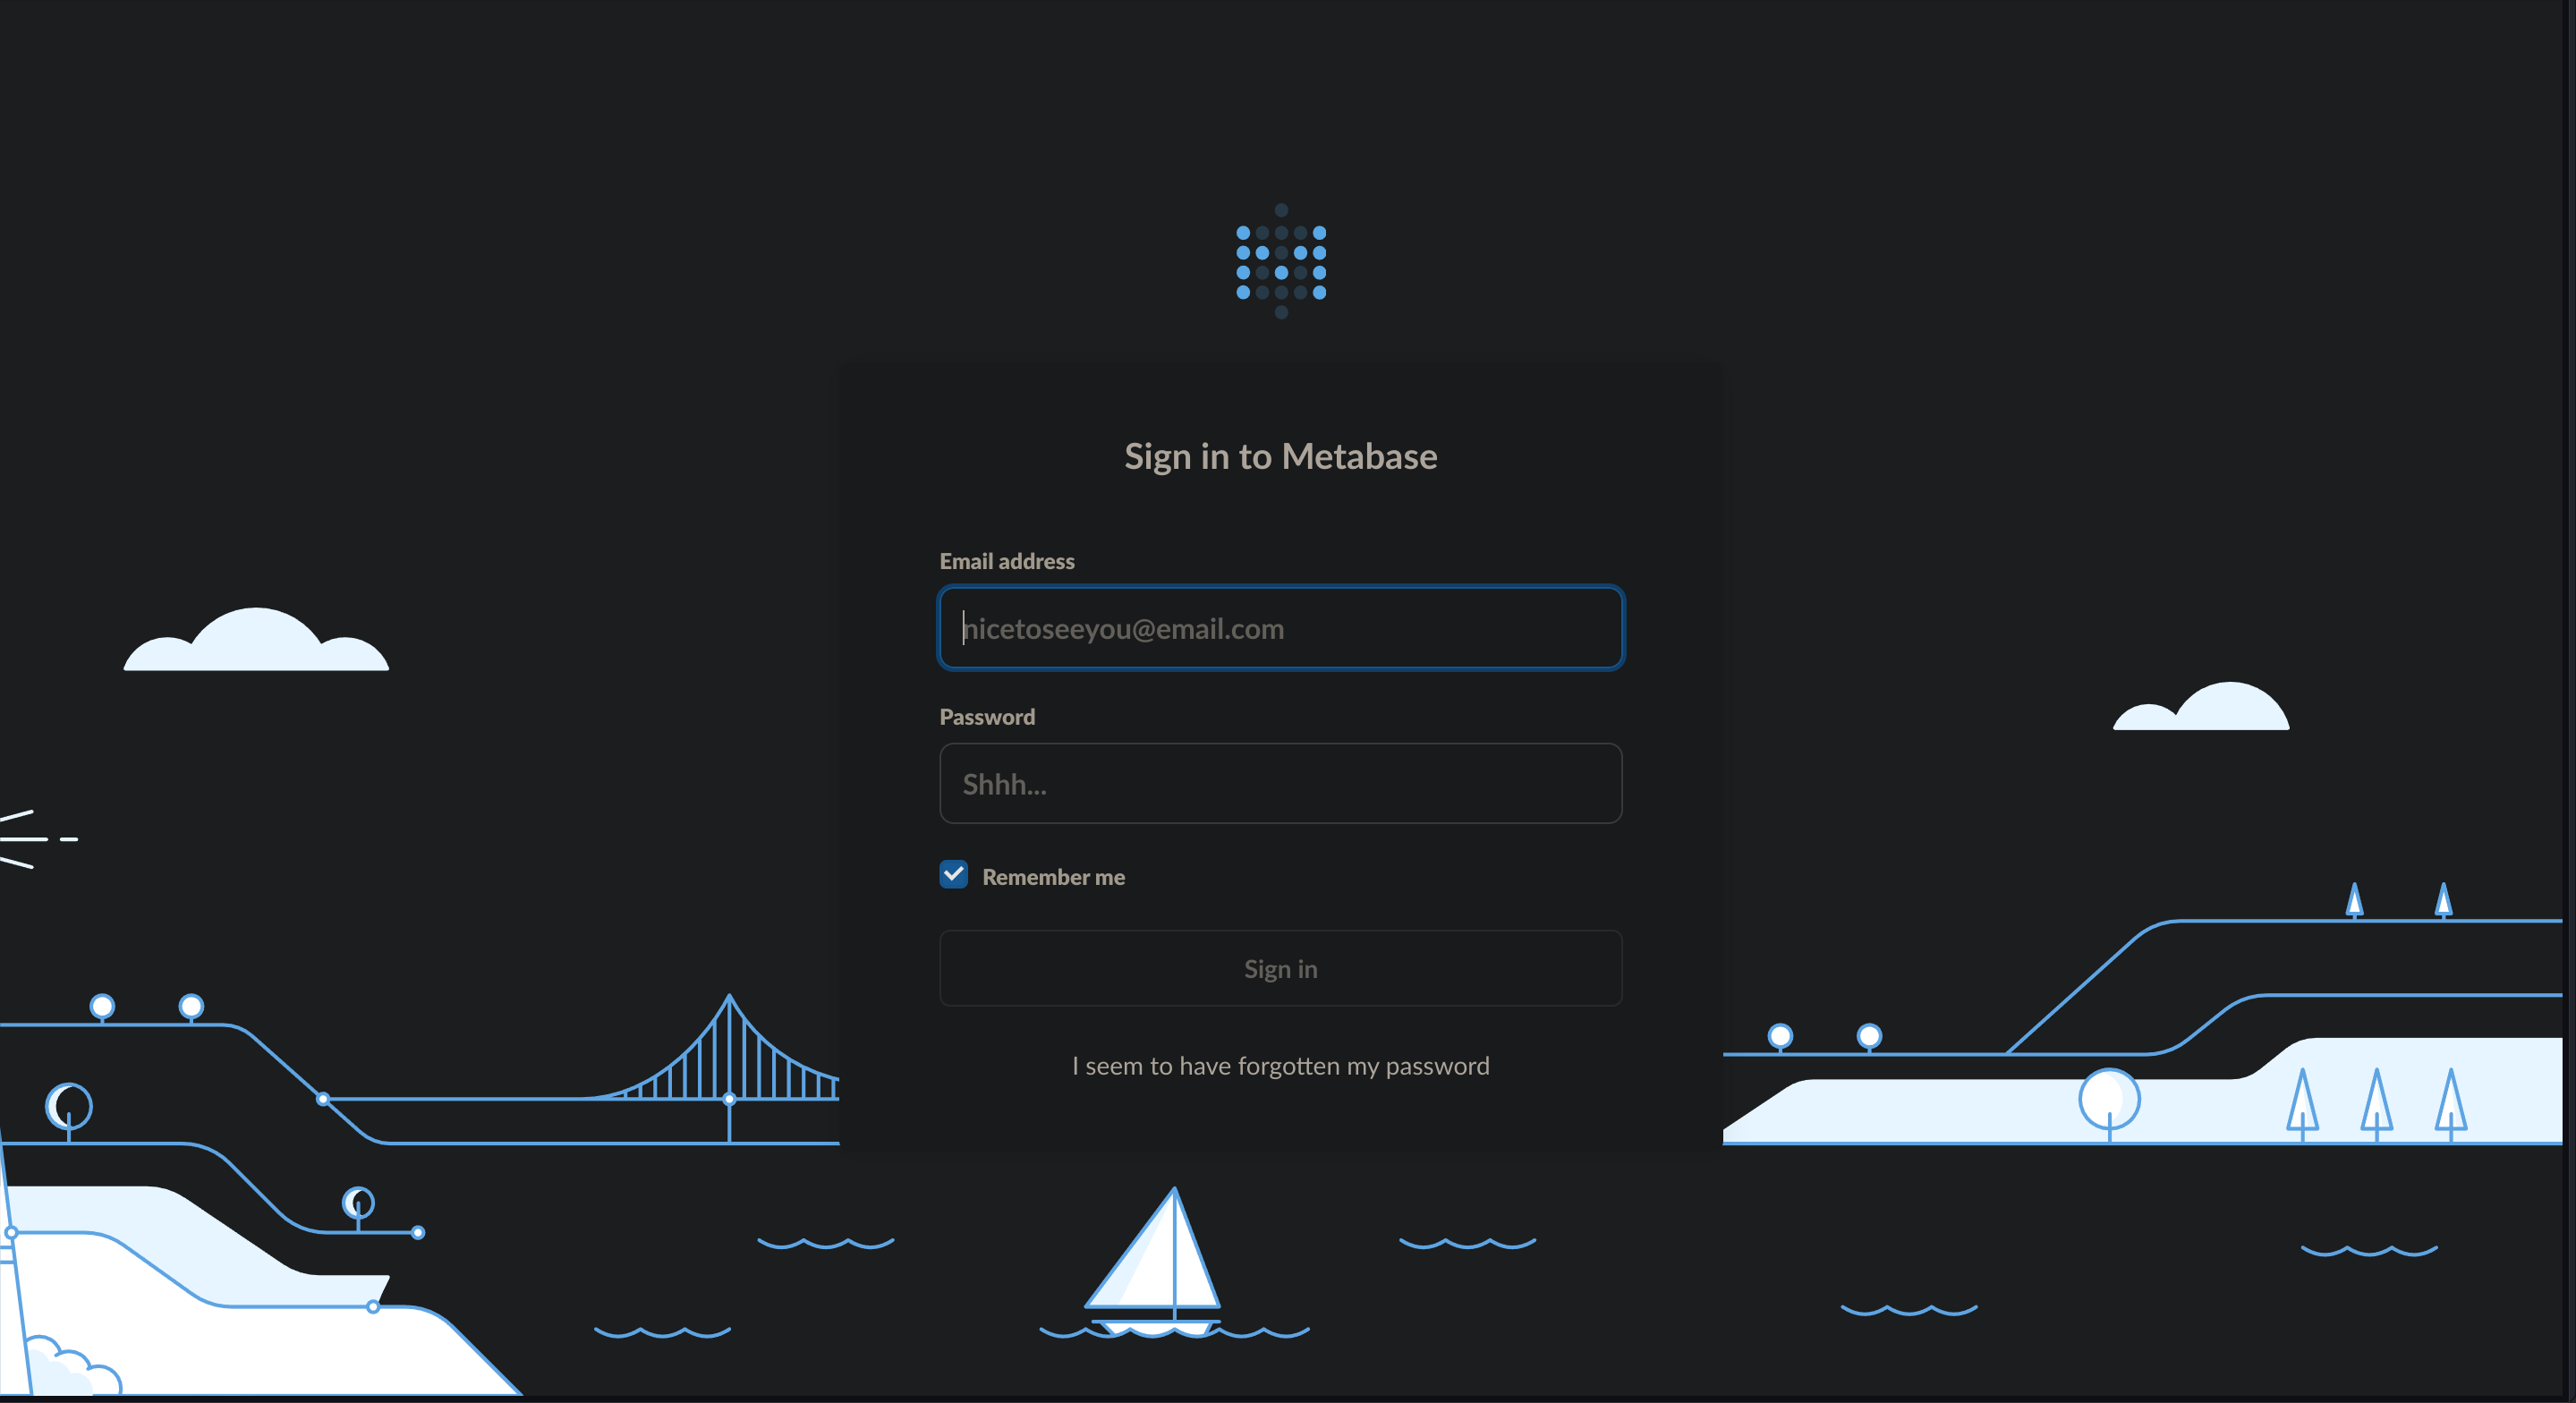 Sign in to Metabase
Email address
nicetoseeyou@email.com
Password
Shhh...
Remember me
Sign in
I seem to have forgotten my password